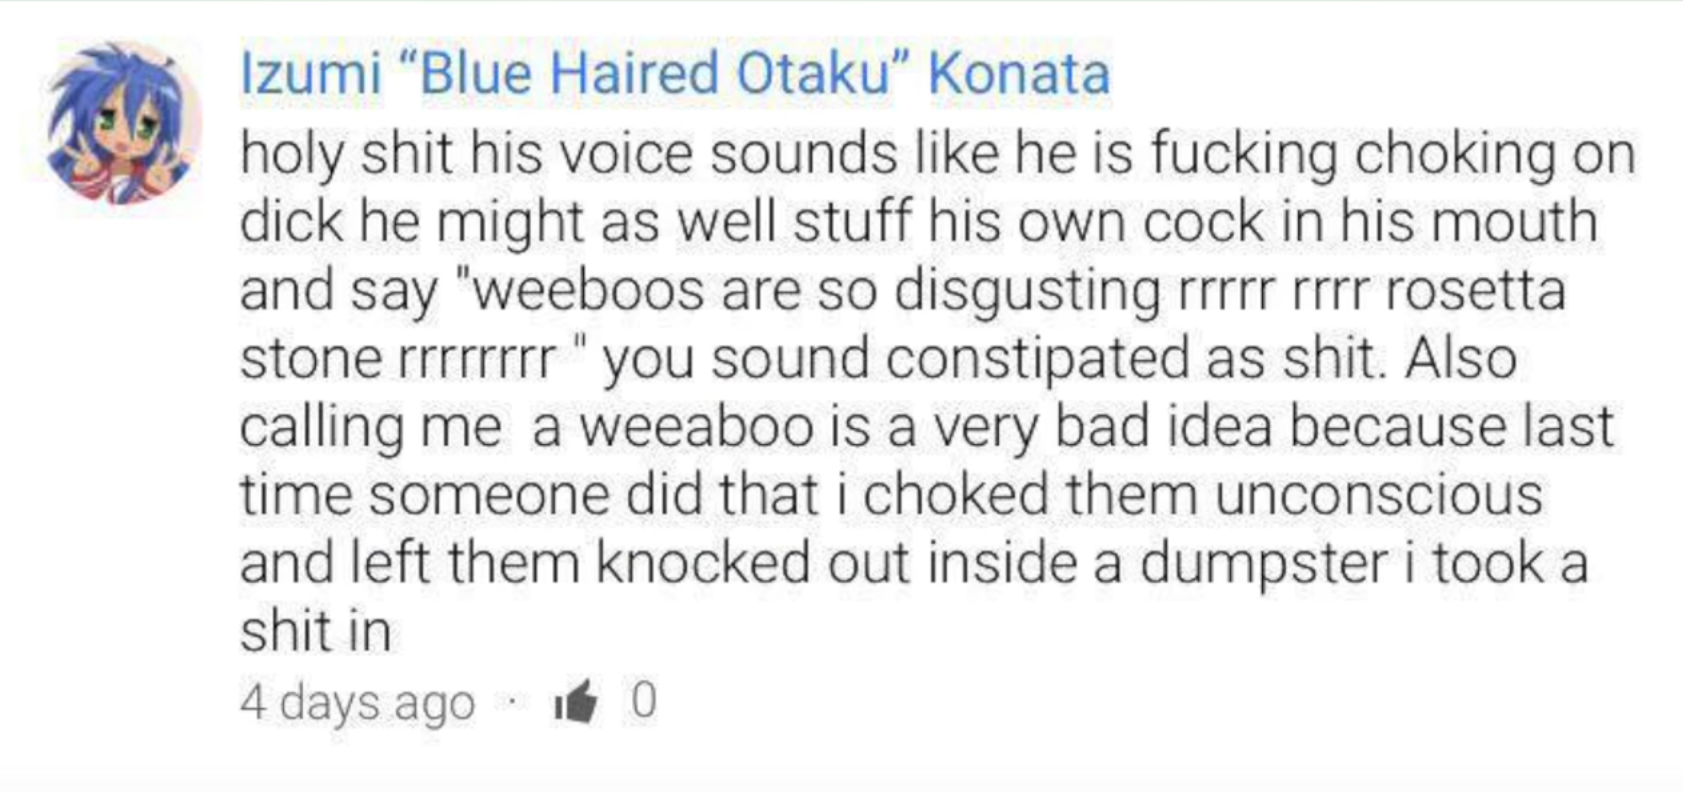 Izumi “Blue Haired Otaku” Konata
holy shit his voice sounds like he is fucking choking on
dick he might as well stuff his own cock in his mouth
and say "weeboos are so disgusting rrrrr rrrr rosetta
stone rrrrrrrr " you sound constipated as shit. Also
calling me  a weeaboo is a very bad idea because last
time someone did that i choked them unconscious
and left them knocked out inside a dumpster i took a
shit in
4 days ago · 0